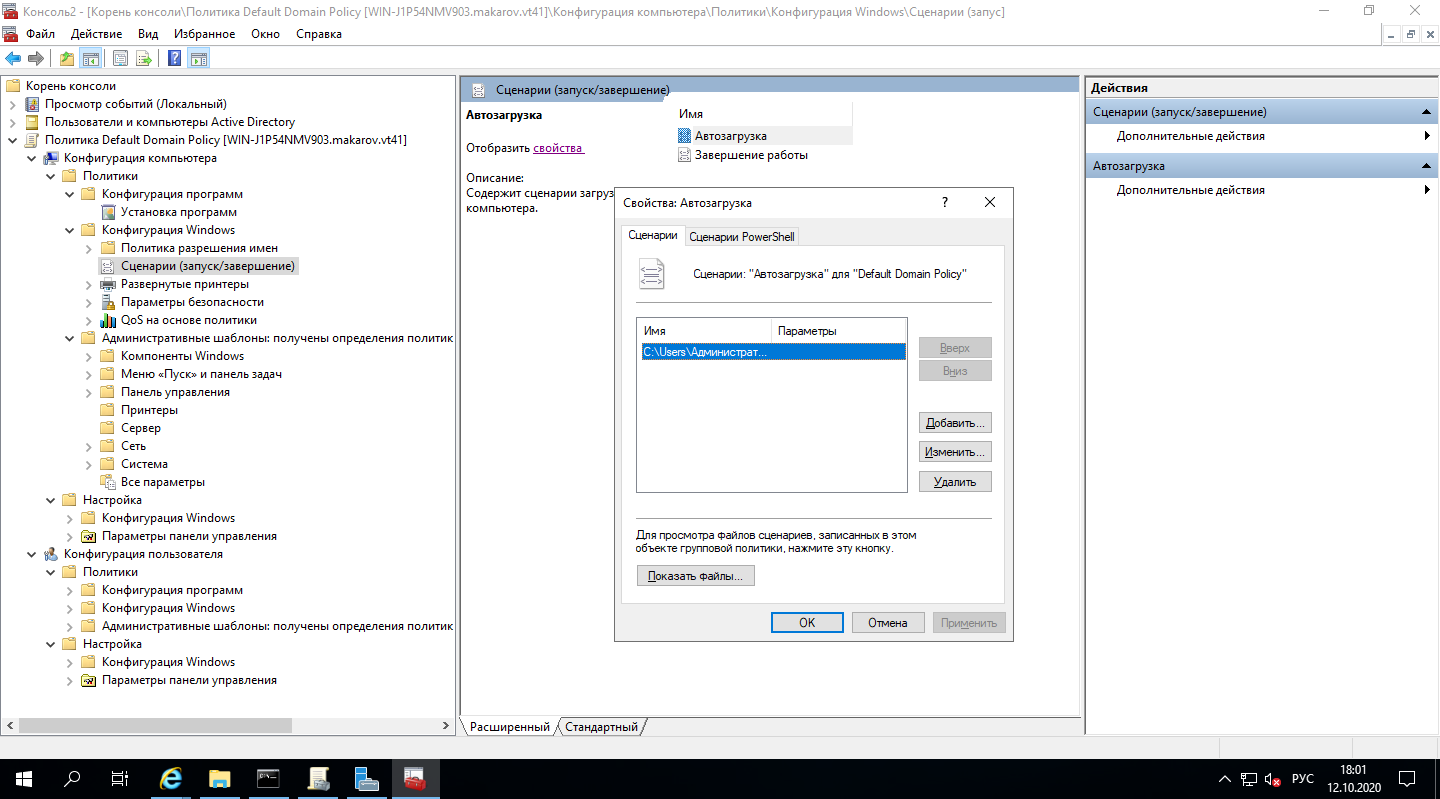 Консоль2 - [Корень консоли\Политика Default Domain Policy [WIN-J1P54NMV903.makarov.vt41]\Конфигурация компьютера\Политики\Конфигурация Windows\Сценарии (запус]
Файл Действие Вид Избранное Окно Справка
Корень консоли
Просмотр событий (Локальный)
Пользователи и компьютеры Active Directory
Политика Default Domain Policy [WIN-J1P54NMV903.makarov.vt41]
Конфигурация компьютера
Политики
Конфигурация программ
Установка программ
Конфигурация Windows
Политика разрешения имен
Сценарии (запуск/завершение)
Развернутые принтеры
Параметры безопасности
QoS на основе политики
Административные шаблоны: получены определения политик
Компоненты Windows
Меню «Пуск» и панель задач
Панель управления
Принтеры
Сервер
Сеть
Система
Все параметры
Настройка
Конфигурация Windows
Параметры панели управления
Конфигурация пользователя
Политики
Конфигурация программ
Конфигурация Windows
Административные шаблоны: получены определения политик
Настройка
Конфигурация Windows
Параметры панели управления
Сценарии (запуск/завершение)
Автозагрузка
Отобразить свойства
Описание:
Содержит сценарии загруз
компьютера.
Имя
Автозагрузка
Завершение работы
Расширенный Стандартный
Свойства: Автозагрузка ?
Сценарии Сценарии PowerShell
Сценарии: "Автозагрузка" для "Default Domain Policy"
Имя Параметры
C:\Users\Администрат...
Вверх
Вниз
Добавить...
Изменить...
Удалить
Для просмотра файлов сценариев, записанных в этом
объекте групповой политики, нажмите эту кнопку.
Показать файлы...
OK Отмена Применить
Действия
Сценарии (запуск/завершение)
Дополнительные действия
Автозагрузка
Дополнительные действия
РУС
18:01
12.10.2020